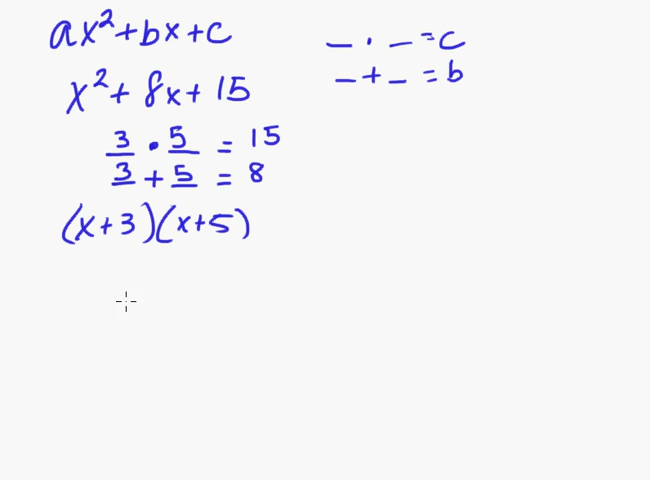 ax²+bx+c
_ · _ = c
_ + _ = b
x²+ 8x+ 15
3 · 5 = 15
3 + 5 = 8
(x+3)(x+5)